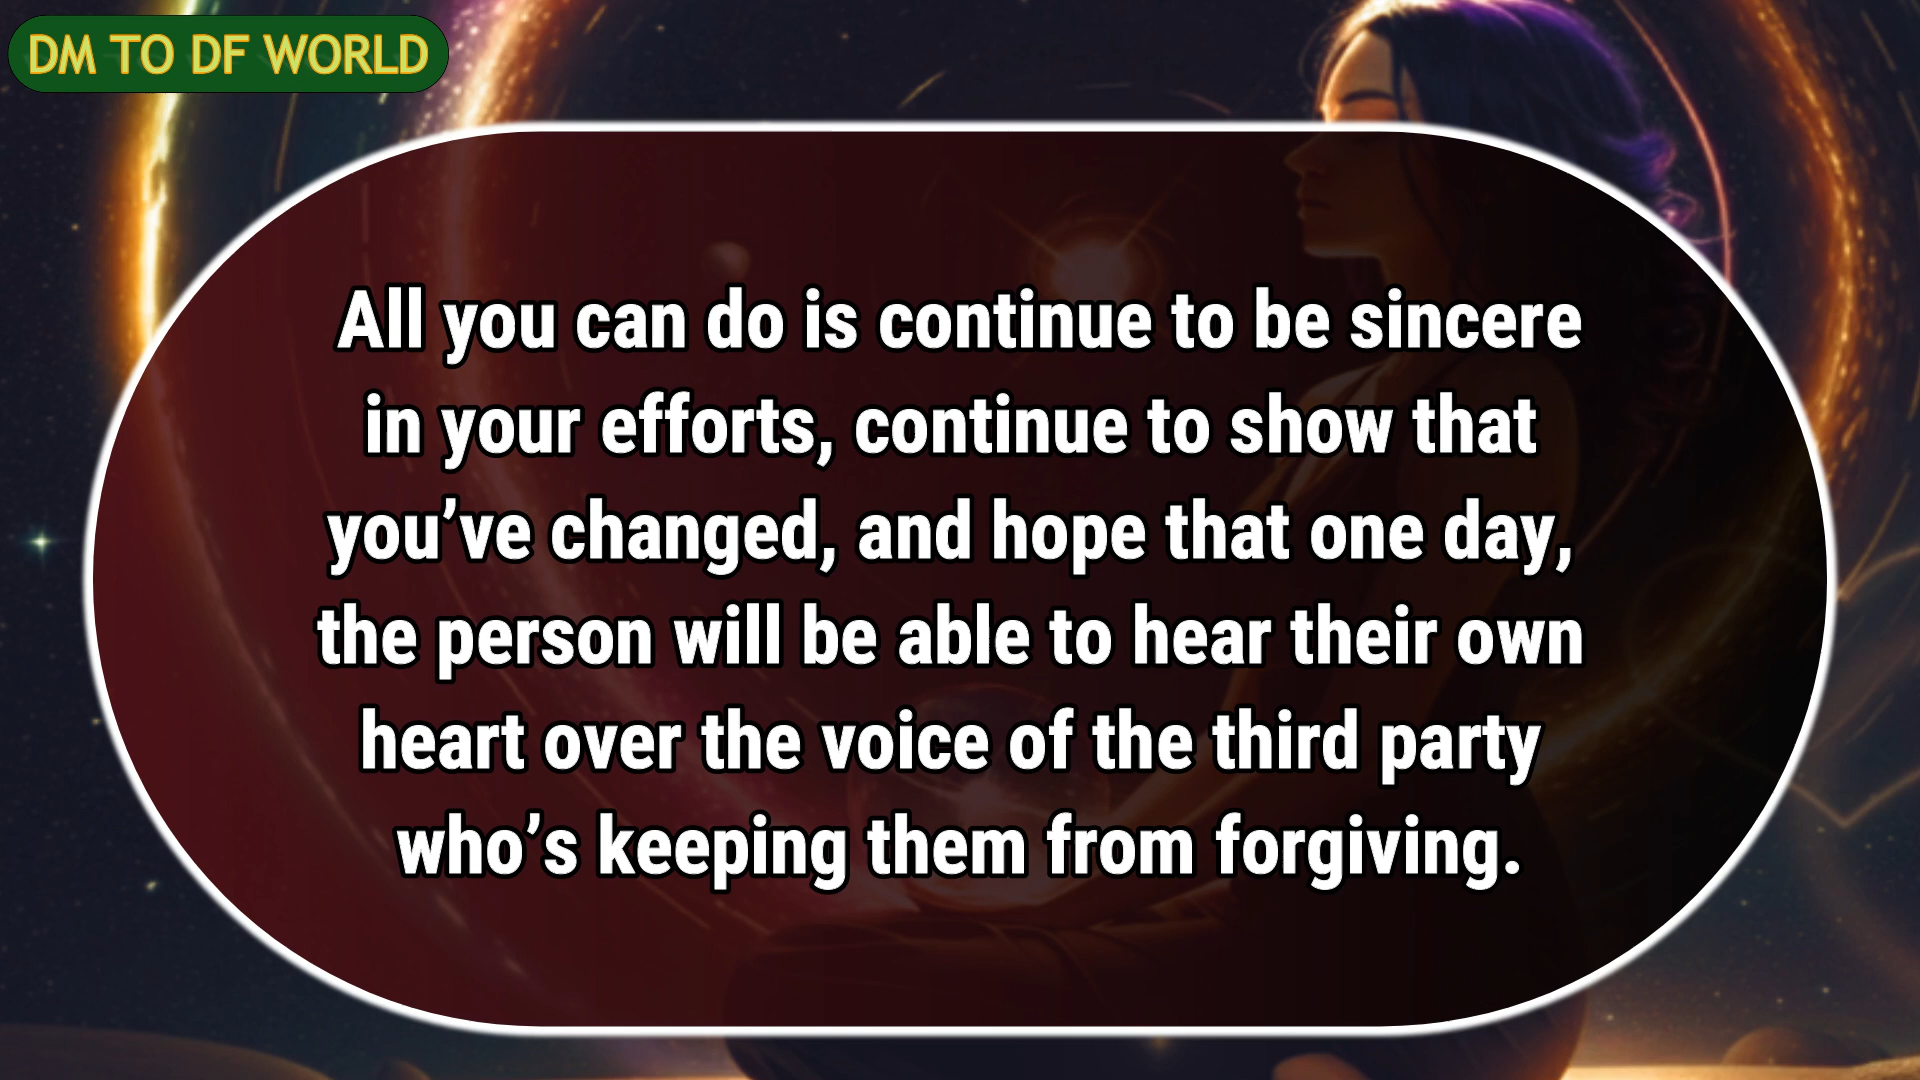 DM TO DF WORLD
All you can do is continue to be sincere
in your efforts, continue to show that
you’ve changed, and hope that one day,
the person will be able to hear their own
heart over the voice of the third party
who’s keeping them from forgiving.